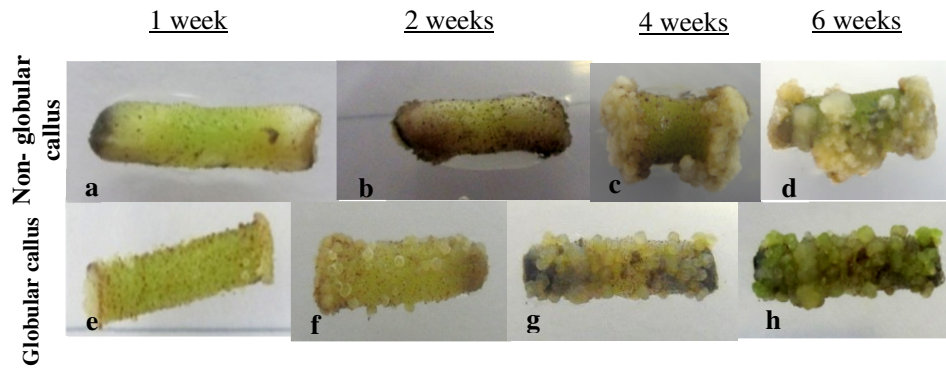 1 week
2 weeks
4 weeks
6 weeks
Non- globular
callus
a
b
c
d
Globular callus
e
f
g
h